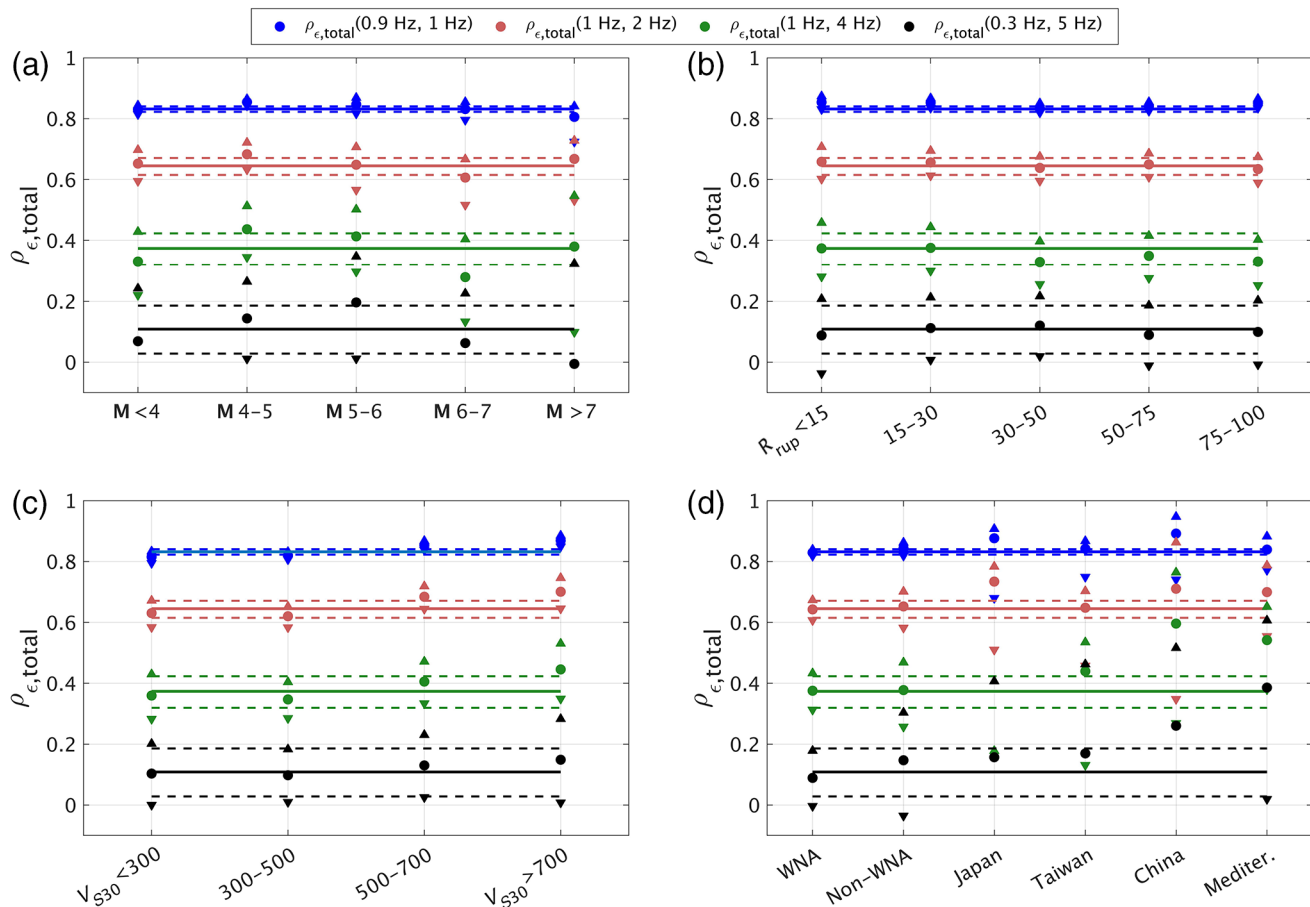 ρϵ,total(0.9 Hz, 1 Hz) ρϵ,total(1 Hz, 2 Hz) ρϵ,total(1 Hz, 4 Hz) ρϵ,total(0.3 Hz, 5 Hz)
(a)
1
0.8
0.6
0.4
0.2
0
ρϵ,total
M <4 M 4–5 M 5–6 M 6–7 M >7
(b)
1
0.8
0.6
0.4
0.2
0
ρϵ,total
Rrup<15 15–30 30–50 50–75 75–100
(c)
1
0.8
0.6
0.4
0.2
0
ρϵ,total
VS30<300 300–500 500–700 VS30>700
(d)
1
0.8
0.6
0.4
0.2
0
ρϵ,total
WNA Non–WNA Japan Taiwan China Mediter.